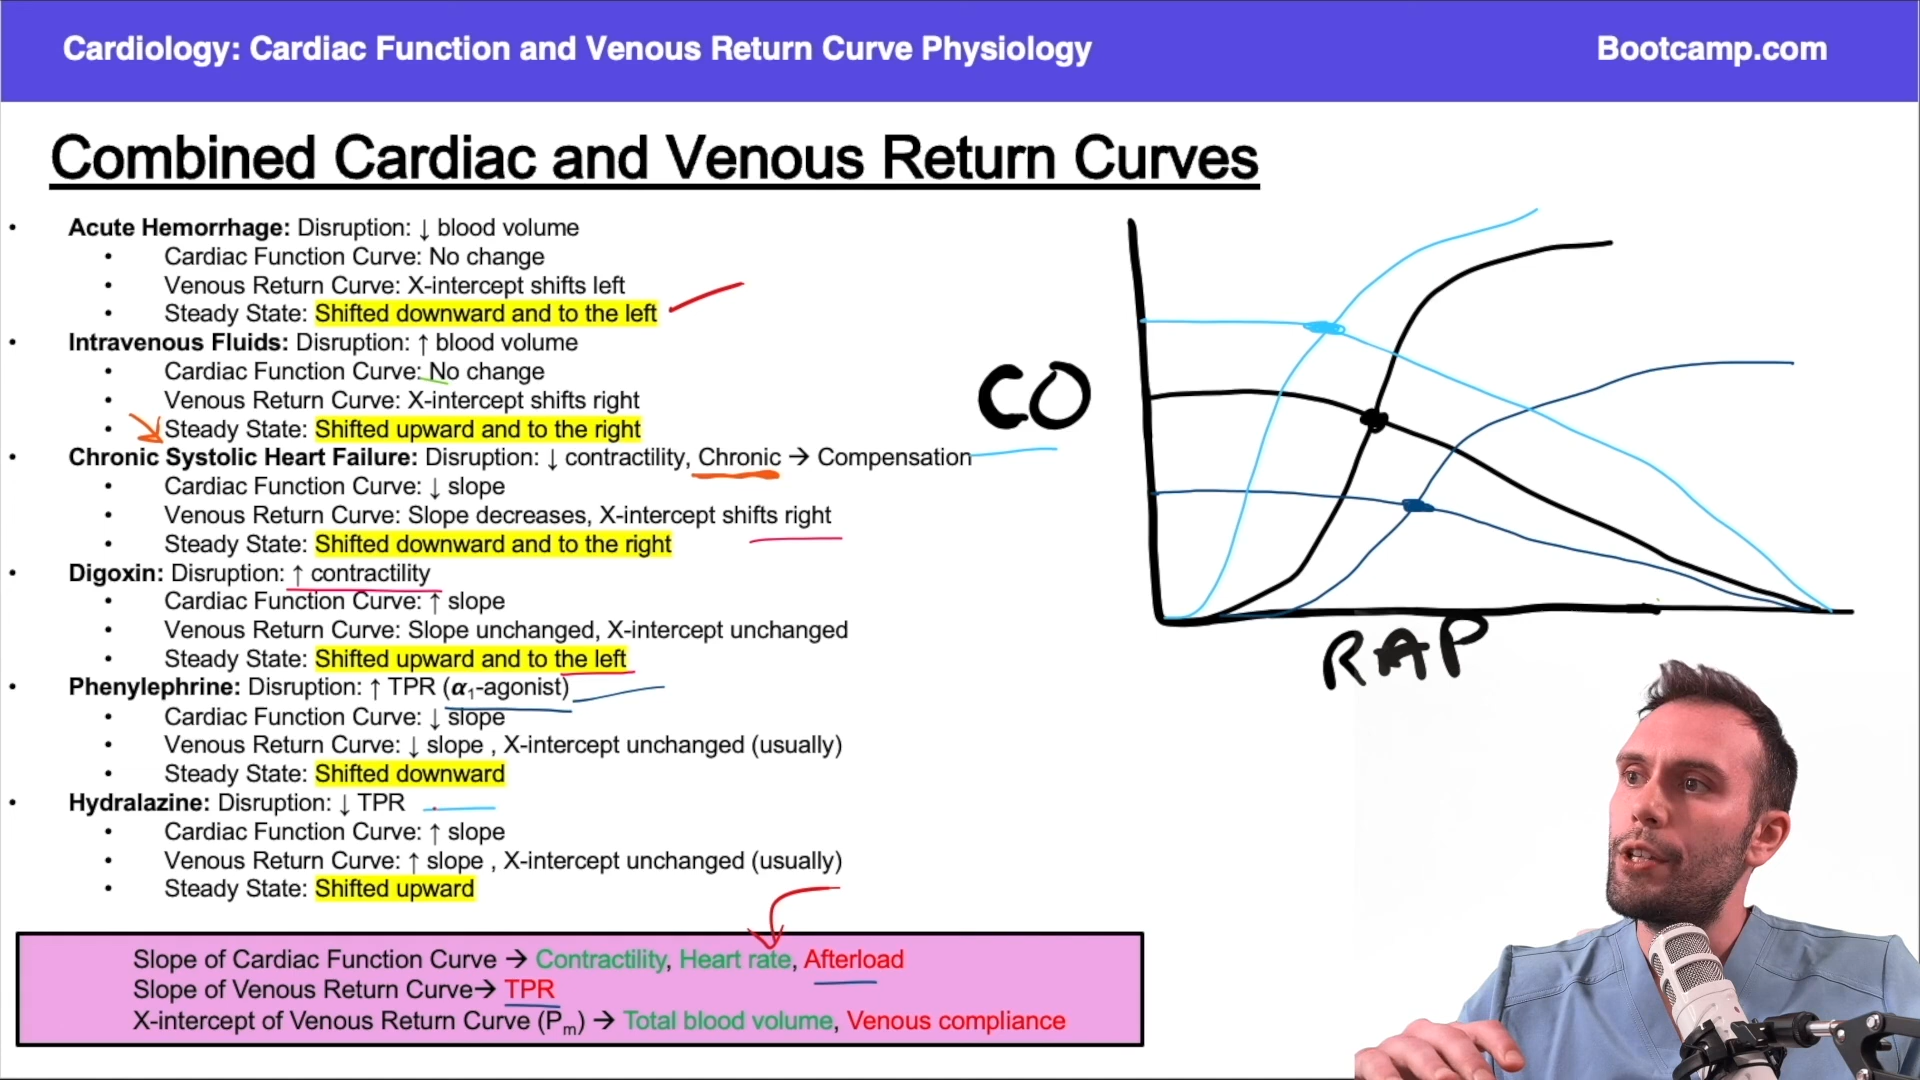 Cardiology: Cardiac Function and Venous Return Curve Physiology
Bootcamp.com
Combined Cardiac and Venous Return Curves
• Acute Hemorrhage: Disruption: ↓ blood volume
• Cardiac Function Curve: No change
• Venous Return Curve: X-intercept shifts left
• Steady State: Shifted downward and to the left
• Intravenous Fluids: Disruption: ↑ blood volume
• Cardiac Function Curve: No change
• Venous Return Curve: X-intercept shifts right
• Steady State: Shifted upward and to the right
• Chronic Systolic Heart Failure: Disruption: ↓ contractility, Chronic → Compensation
• Cardiac Function Curve: ↓ slope
• Venous Return Curve: Slope decreases, X-intercept shifts right
• Steady State: Shifted downward and to the right
• Digoxin: Disruption: ↑ contractility
• Cardiac Function Curve: ↑ slope
• Venous Return Curve: Slope unchanged, X-intercept unchanged
• Steady State: Shifted upward and to the left
• Phenylephrine: Disruption: ↑ TPR (α₁-agonist)
• Cardiac Function Curve: ↓ slope
• Venous Return Curve: ↓ slope , X-intercept unchanged (usually)
• Steady State: Shifted downward
• Hydralazine: Disruption: ↓ TPR
• Cardiac Function Curve: ↑ slope
• Venous Return Curve: ↑ slope , X-intercept unchanged (usually)
• Steady State: Shifted upward
Slope of Cardiac Function Curve → Contractility, Heart rate, Afterload
Slope of Venous Return Curve→ TPR
X-intercept of Venous Return Curve (Pₘ) → Total blood volume, Venous compliance
CO
RAP